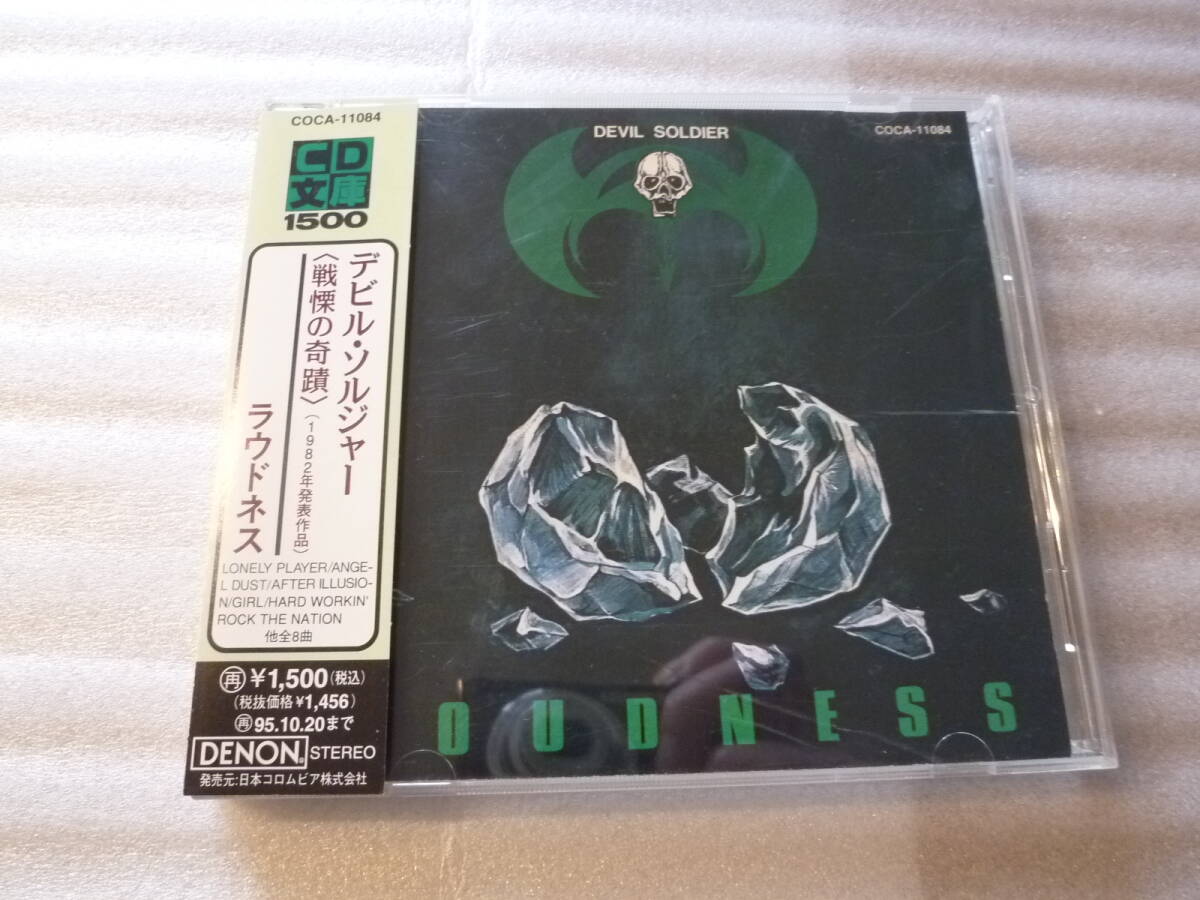 COCA-11084
CD
文庫
1500
デビル・ソルジャー
〈戦慄の奇蹟〉
(1982年発表作品)
ラウドネス
LONELY PLAYER/ANGE-
L DUST/AFTER ILLUSIO-
N/GIRL/HARD WORKIN'
ROCK THE NATION
他全8曲
再 ¥1,500(税込)
(税抜価格¥1,456)
再 95.10.20まで
DENON® STEREO
発売元:日本コロムビア株式会社
DEVIL SOLDIER
COCA-11084
OUDNESS